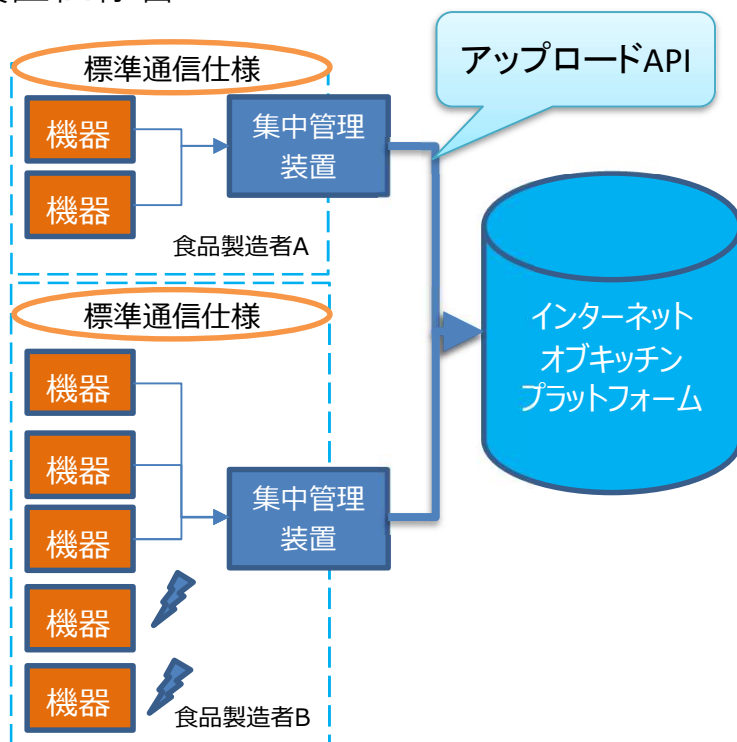 標準通信仕様
機器
機器
集中管理
装置
食品製造者A
アップロードAPI
標準通信仕様
機器
機器
機器
機器
機器
集中管理
装置
食品製造者B
インターネット
オブキッチン
プラットフォーム